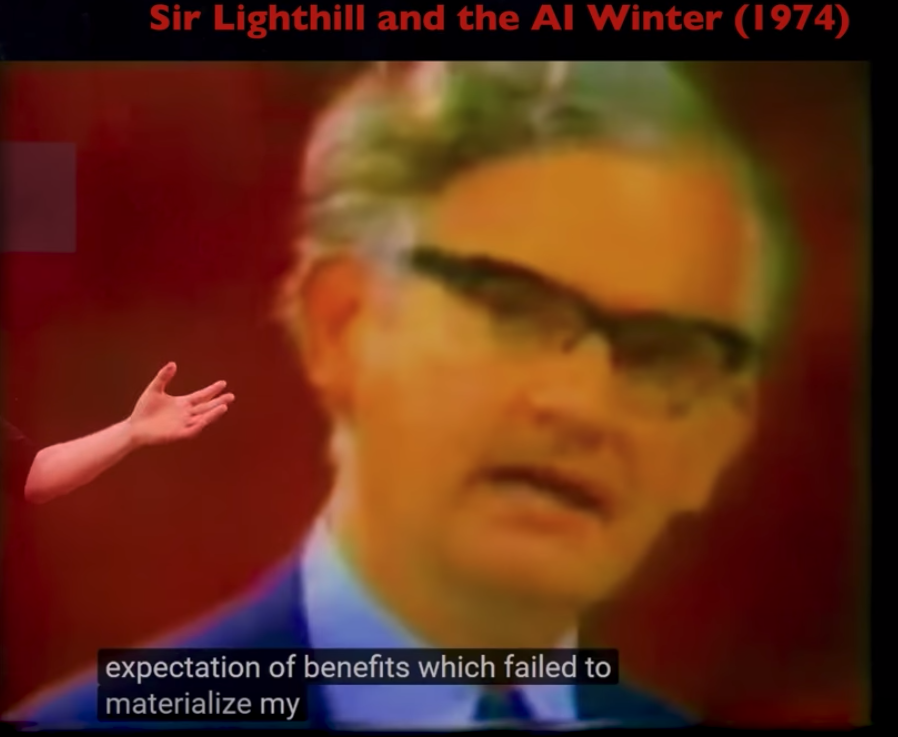 Sir Lighthill and the AI Winter (1974)
expectation of benefits which failed to
materialize my